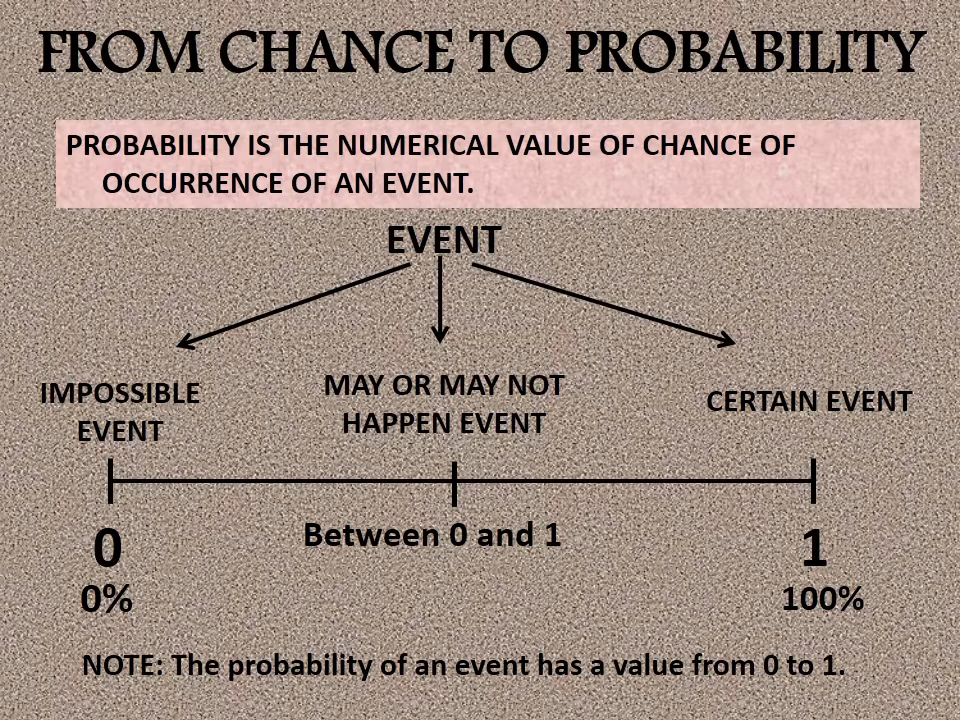 FROM CHANCE TO PROBABILITY
PROBABILITY IS THE NUMERICAL VALUE OF CHANCE OF
OCCURRENCE OF AN EVENT.
EVENT
IMPOSSIBLE
EVENT
MAY OR MAY NOT
HAPPEN EVENT
CERTAIN EVENT
0
0%
Between 0 and 1
1
100%
NOTE: The probability of an event has a value from 0 to 1.